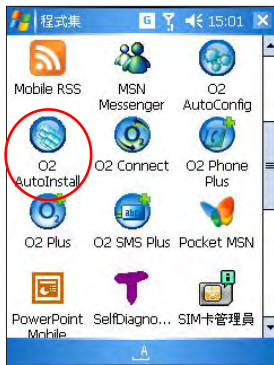 程式集 G 15:01
Mobile RSS
MSN Messenger
O2 AutoConfig
O2 AutoInstall
O2 Connect
O2 Phone Plus
O2 Plus
O2 SMS Plus
Pocket MSN
PowerPoint Mobile
SelfDiagno...
SIM卡管理員